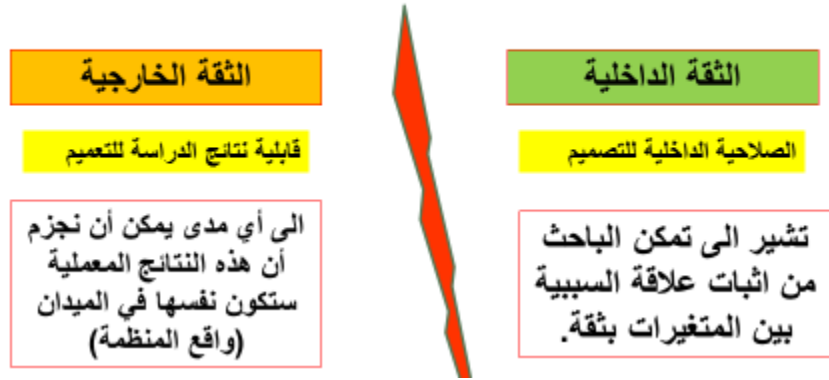 الثقة الداخلية
الصلاحية الداخلية للتصميم
تشير الى تمكن الباحث
من اثبات علاقة السببية
بين المتغيرات بثقة.
الثقة الخارجية
قابلية نتائج الدراسة للتعميم
الى أي مدى يمكن أن نجزم
أن هذه النتائج المعملية
ستكون نفسها في الميدان
(واقع المنظمة)